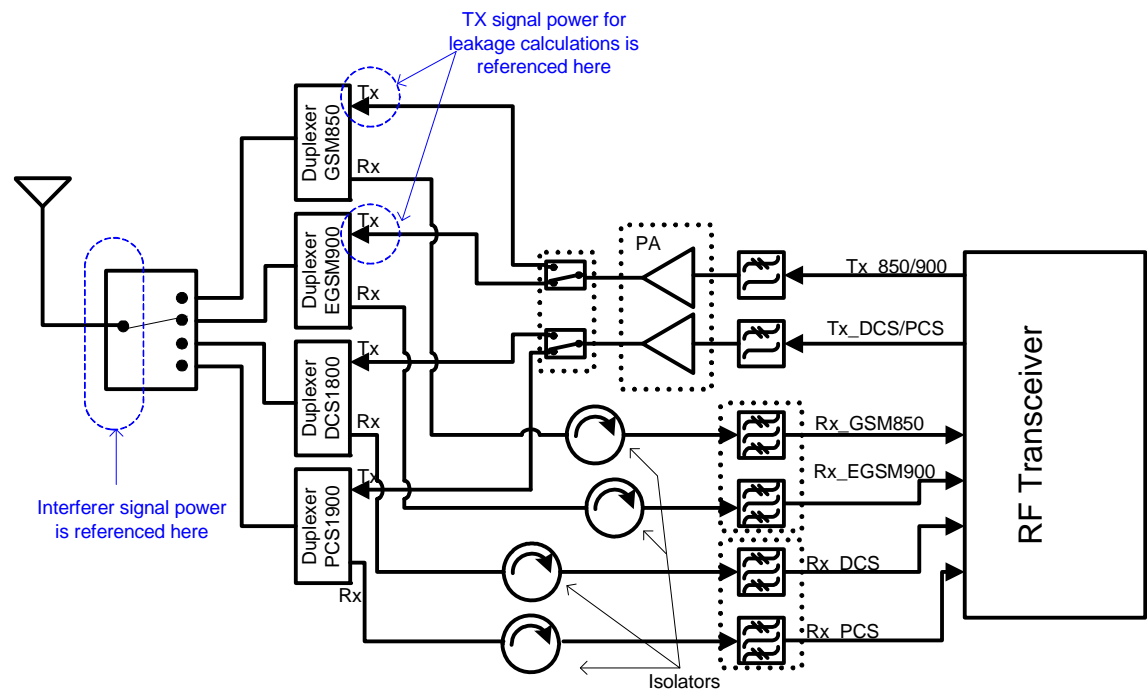 TX signal power for
leakage calculations is
referenced here
Duplexer
GSM850
Tx
Rx
Duplexer
EGSM900
Tx
Rx
Duplexer
DCS1800
Tx
Rx
Duplexer
PCS1900
Tx
Rx
PA
Tx_850/900
Tx_DCS/PCS
Rx_GSM850
Rx_EGSM900
Rx_DCS
Rx_PCS
RF Transceiver
Interferer signal power
is referenced here
Isolators